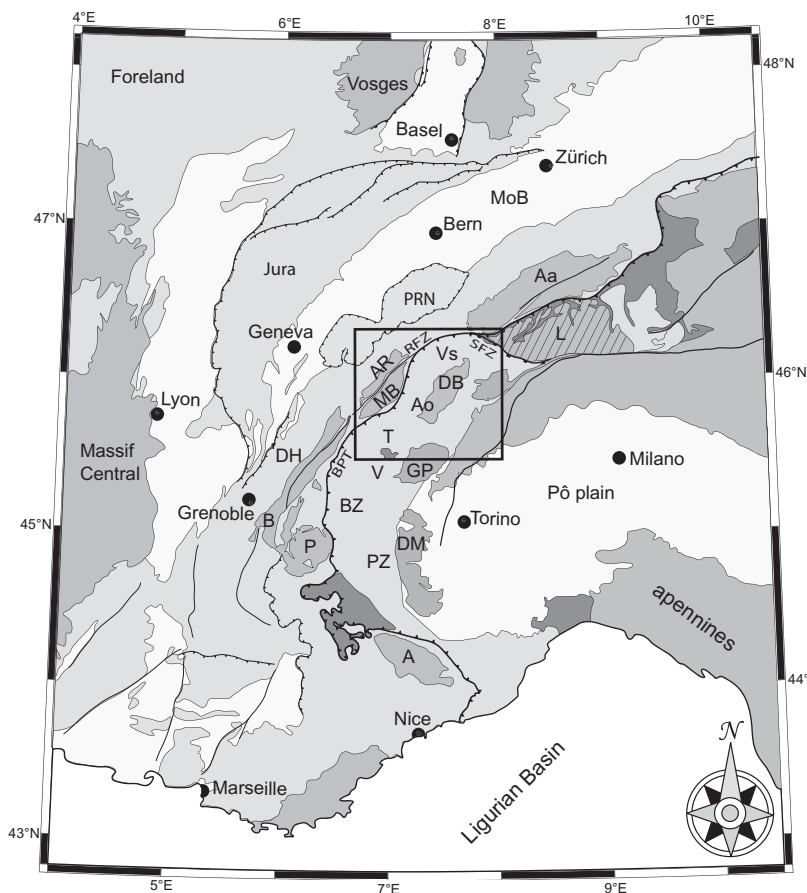 4°E
6°E
8°E
10°E
Foreland
Vosges
48°N
Basel
Zürich
MoB
47°N
Bern
Jura
Aa
PRN
Geneva
RFZ
SFZ
L
AR
Vs
46°N
MB
DB
Lyon
Ao
T
Massif
Central
DH
BPT
V
GP
Milano
Pô plain
Grenoble
B
BZ
Torino
45°N
P
DM
PZ
apennines
A
44°N
Nice
Ligurian Basin
N
Marseille
43°N
5°E
7°E
9°E